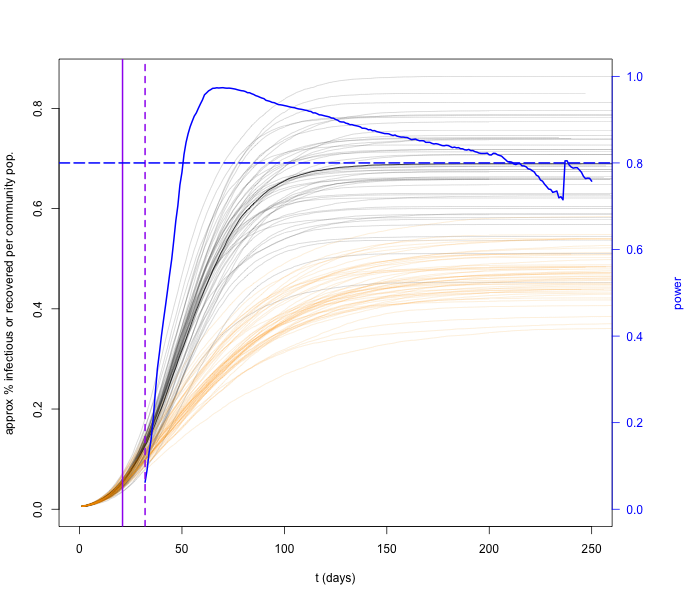 approx % infectious or recovered per community pop.
0.8
0.6
0.4
0.2
0.0
1.0
0.8
0.6
0.4
0.2
0.0
power
0 50 100 150 200 250
t (days)